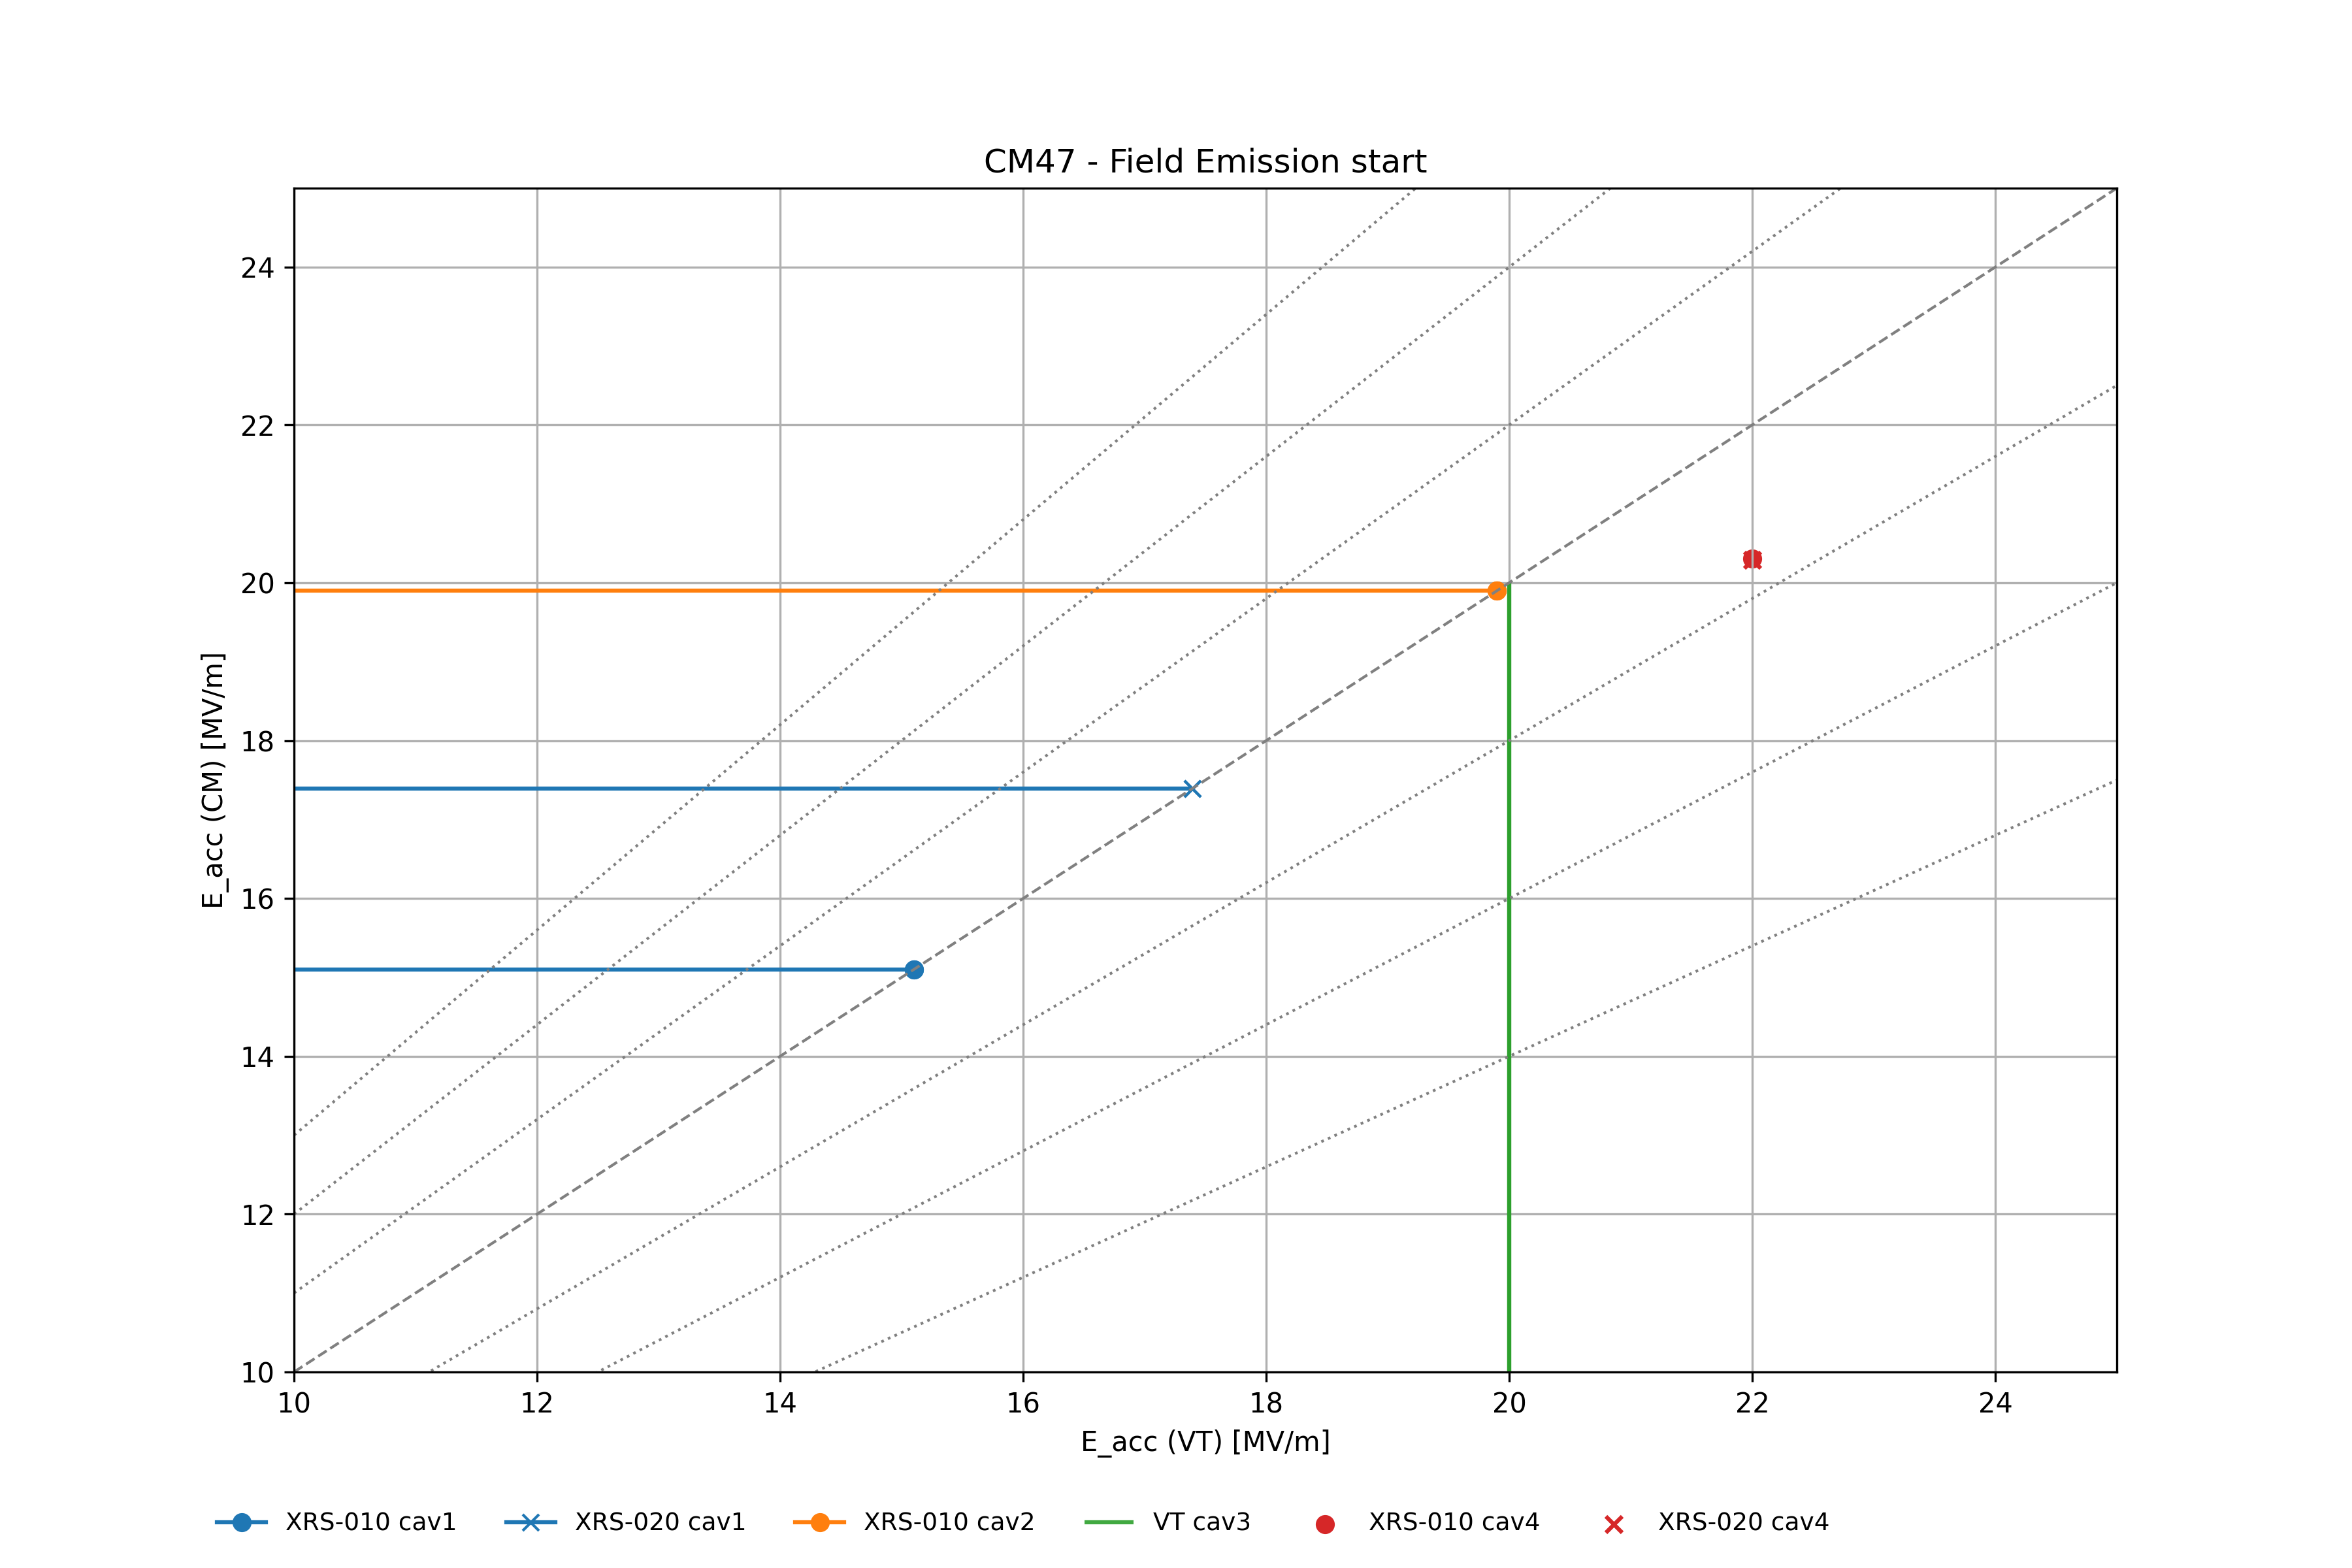 CM47 - Field Emission start
24
22
20
18
16
14
12
10
E_acc (CM) [MV/m]
10 12 14 16 18 20 22 24
E_acc (VT) [MV/m]
XRS-010 cav1 XRS-020 cav1 XRS-010 cav2 VT cav3 XRS-010 cav4 XRS-020 cav4